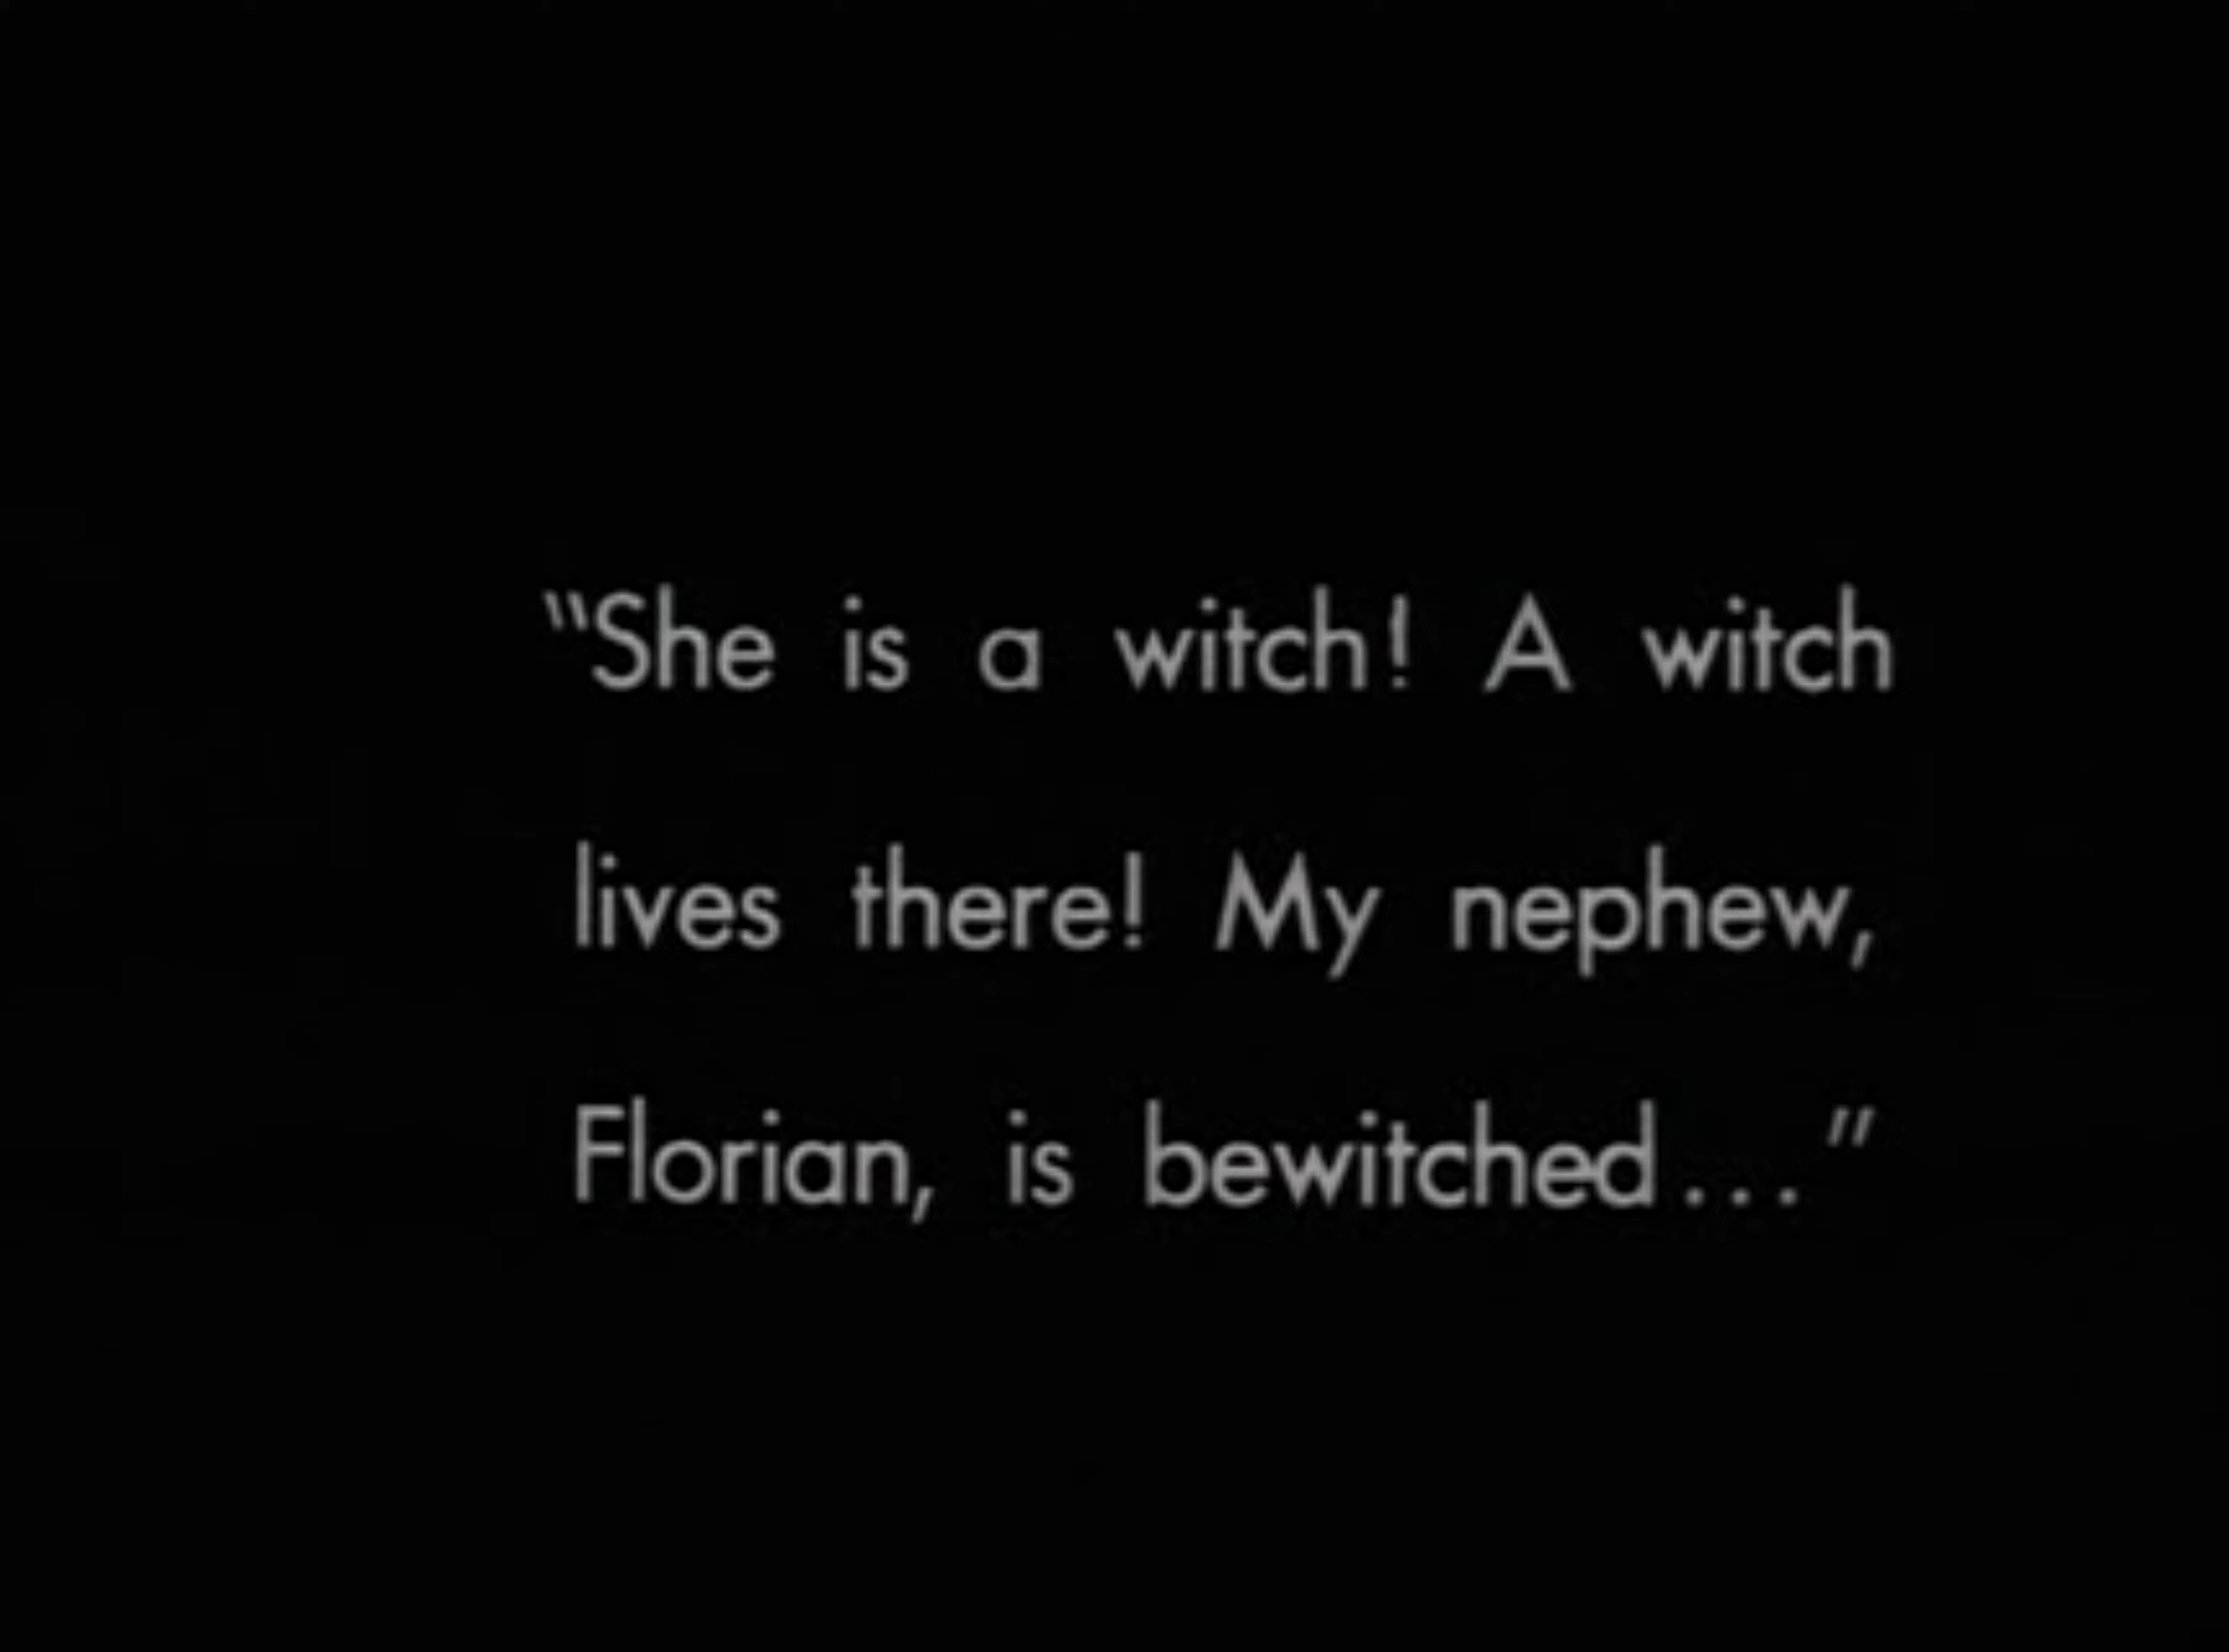 “She is a witch! A witch
lives there! My nephew,
Florian, is bewitched...”